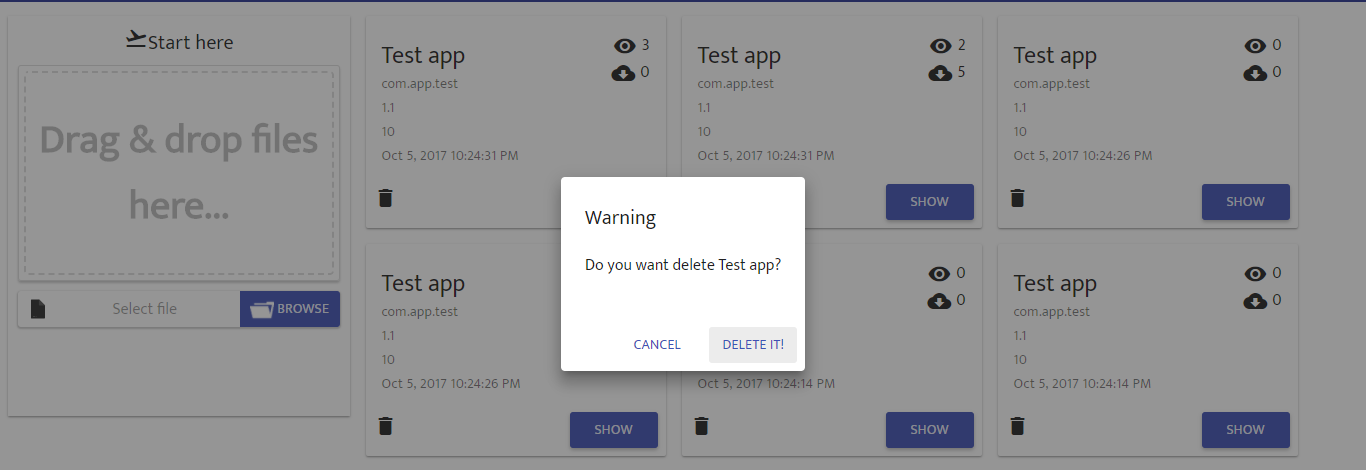 Start here
Drag & drop files
here...
Select file
BROWSE
Test app
3
0
com.app.test
1.1
10
Oct 5, 2017 10:24:31 PM
Test app
2
5
com.app.test
1.1
10
Oct 5, 2017 10:24:31 PM
SHOW
Test app
0
0
com.app.test
1.1
10
Oct 5, 2017 10:24:26 PM
SHOW
Warning
Do you want delete Test app?
CANCEL
DELETE IT!
Test app
com.app.test
1.1
10
Oct 5, 2017 10:24:26 PM
SHOW
0
0
Oct 5, 2017 10:24:14 PM
SHOW
Test app
0
0
com.app.test
1.1
10
Oct 5, 2017 10:24:14 PM
SHOW